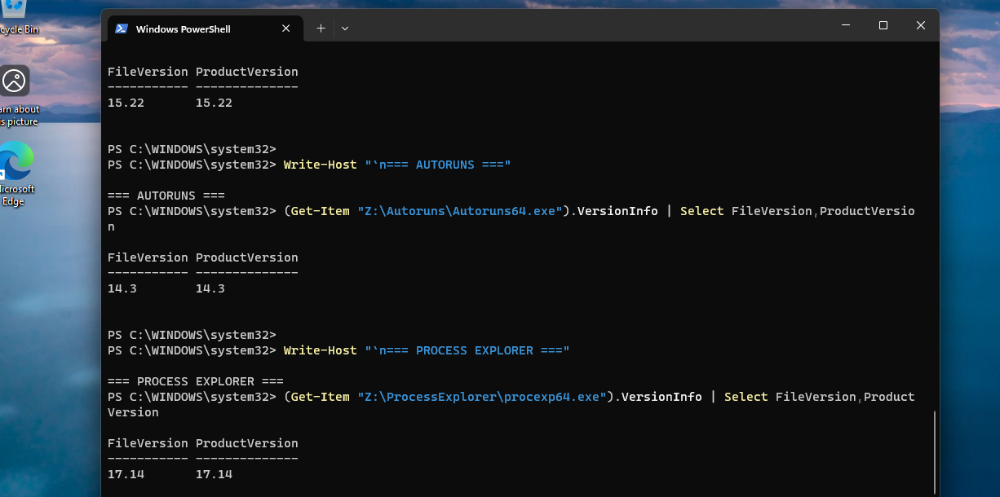 cycle Bin
arn about
s picture
Microsoft
Edge
Windows PowerShell
FileVersion ProductVersion
----------- --------------
15.22       15.22
PS C:\WINDOWS\system32>
PS C:\WINDOWS\system32> Write-Host "`n=== AUTORUNS ==="
=== AUTORUNS ===
PS C:\WINDOWS\system32> (Get-Item "Z:\Autoruns\Autoruns64.exe").VersionInfo | Select FileVersion,ProductVersio
n
FileVersion ProductVersion
----------- --------------
14.3        14.3
PS C:\WINDOWS\system32>
PS C:\WINDOWS\system32> Write-Host "`n=== PROCESS EXPLORER ==="
=== PROCESS EXPLORER ===
PS C:\WINDOWS\system32> (Get-Item "Z:\ProcessExplorer\procexp64.exe").VersionInfo | Select FileVersion,Product
Version
FileVersion ProductVersion
----------- --------------
17.14       17.14